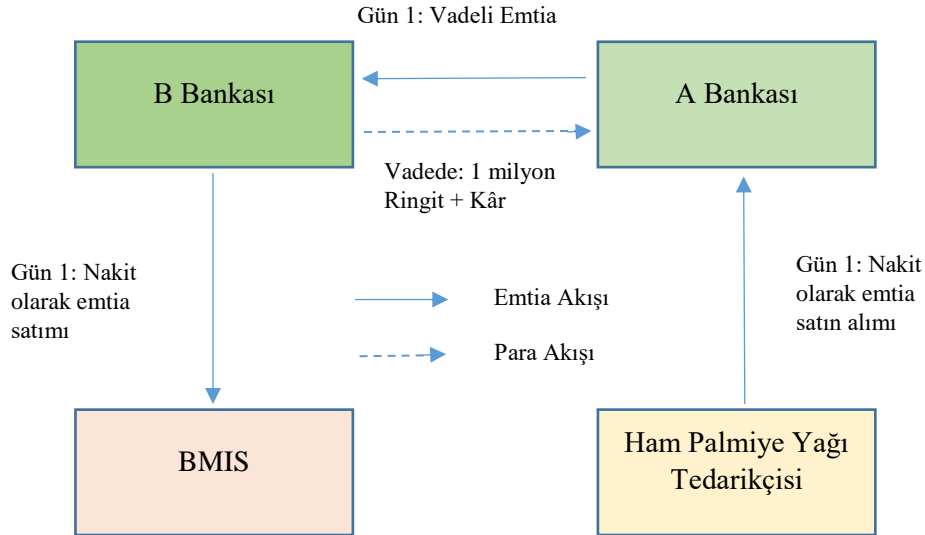 Gün 1: Vadeli Emtia
B Bankası
A Bankası
Vadede: 1 milyon
Ringit + Kâr
Gün 1: Nakit
olarak emtia
satımı
Gün 1: Nakit
olarak emtia
satın alımı
Emtia Akışı
Para Akışı
BMIS
Ham Palmiye Yağı
Tedarikçisi